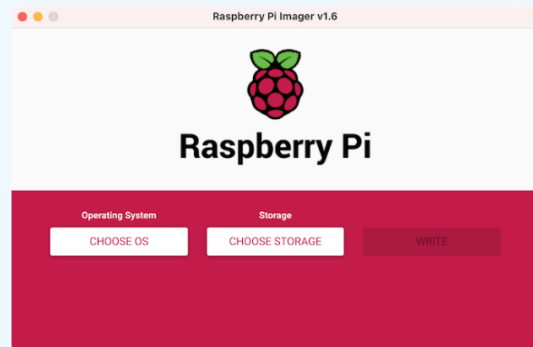 Raspberry Pi Imager v1.6
Raspberry Pi
Operating System
Storage
CHOOSE OS
CHOOSE STORAGE
WRITE